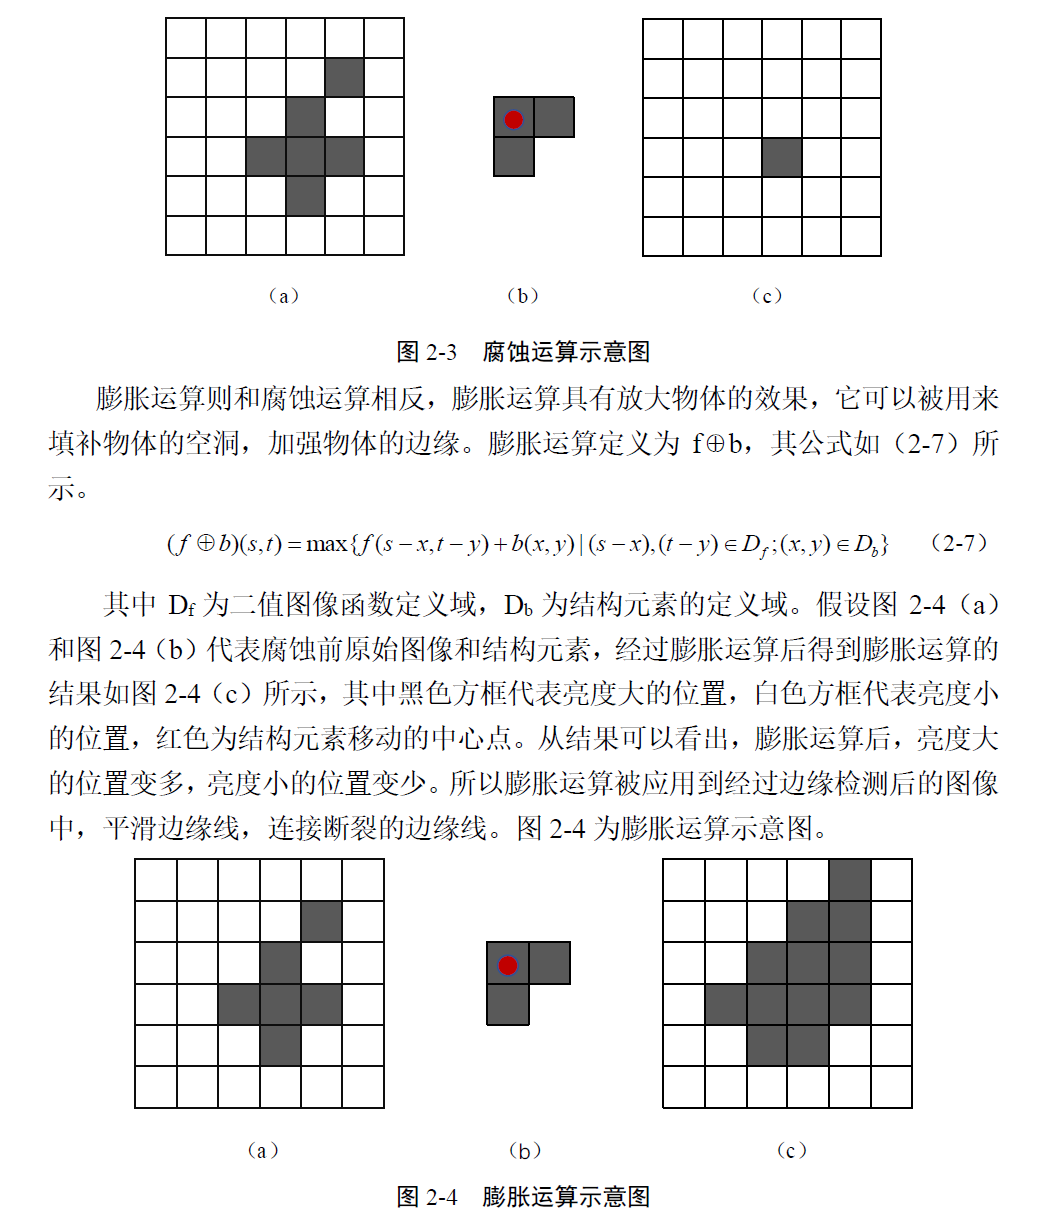 （a） （b） （c）
图 2-3 腐蚀运算示意图
膨胀运算则和腐蚀运算相反，膨胀运算具有放大物体的效果，它可以被用来
填补物体的空洞，加强物体的边缘。膨胀运算定义为 f⊕b，其公式如（2-7）所
示。
(f ⊕b)(s,t) = max{f(s−x,t−y)+b(x,y)|(s−x),(t−y)∈D_f;(x,y)∈D_b} （2-7）
其中 D_f 为二值图像函数定义域，D_b 为结构元素的定义域。假设图 2-4（a）
和图 2-4（b）代表腐蚀前原始图像和结构元素，经过膨胀运算后得到膨胀运算的
结果如图 2-4（c）所示，其中黑色方框代表亮度大的位置，白色方框代表亮度小
的位置，红色为结构元素移动的中心点。从结果可以看出，膨胀运算后，亮度大
的位置变多，亮度小的位置变少。所以膨胀运算被应用到经过边缘检测后的图像
中，平滑边缘线，连接断裂的边缘线。图 2-4 为膨胀运算示意图。
（a） （b） （c）
图 2-4 膨胀运算示意图